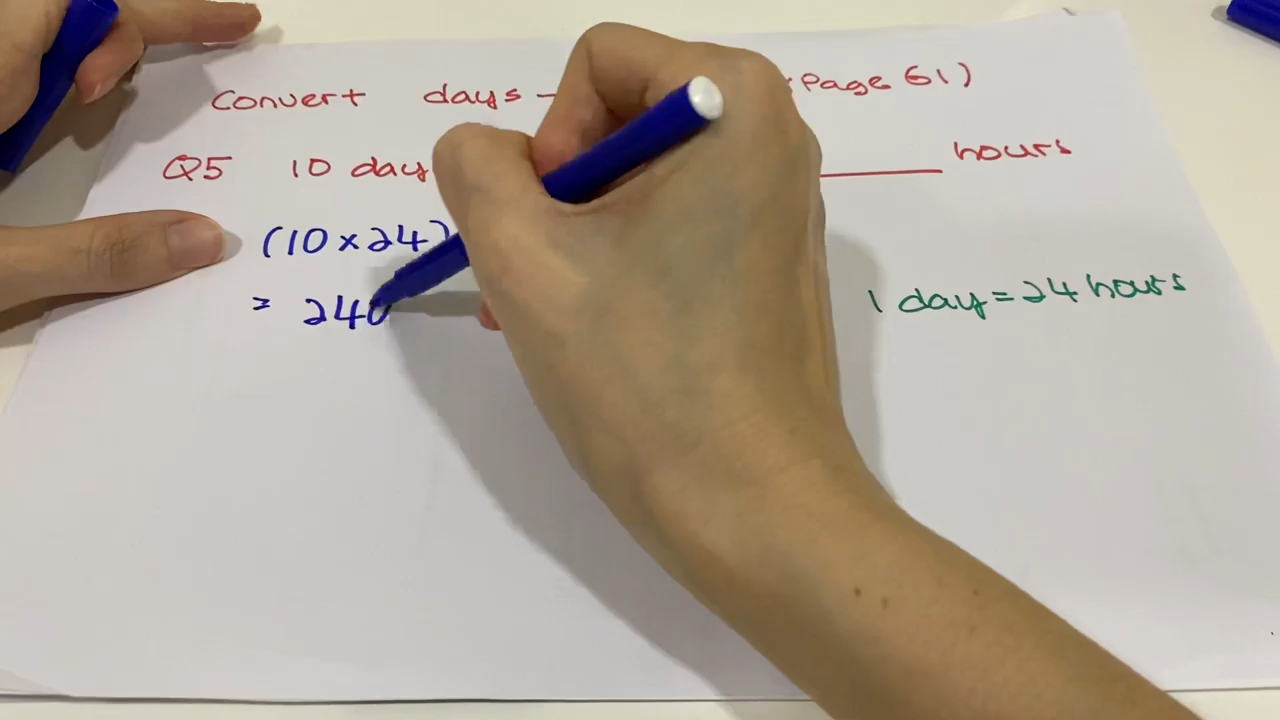 Convert days - (Page 61)
Q5 10 day hours
(10 × 24)
= 240
1 day = 24 hours